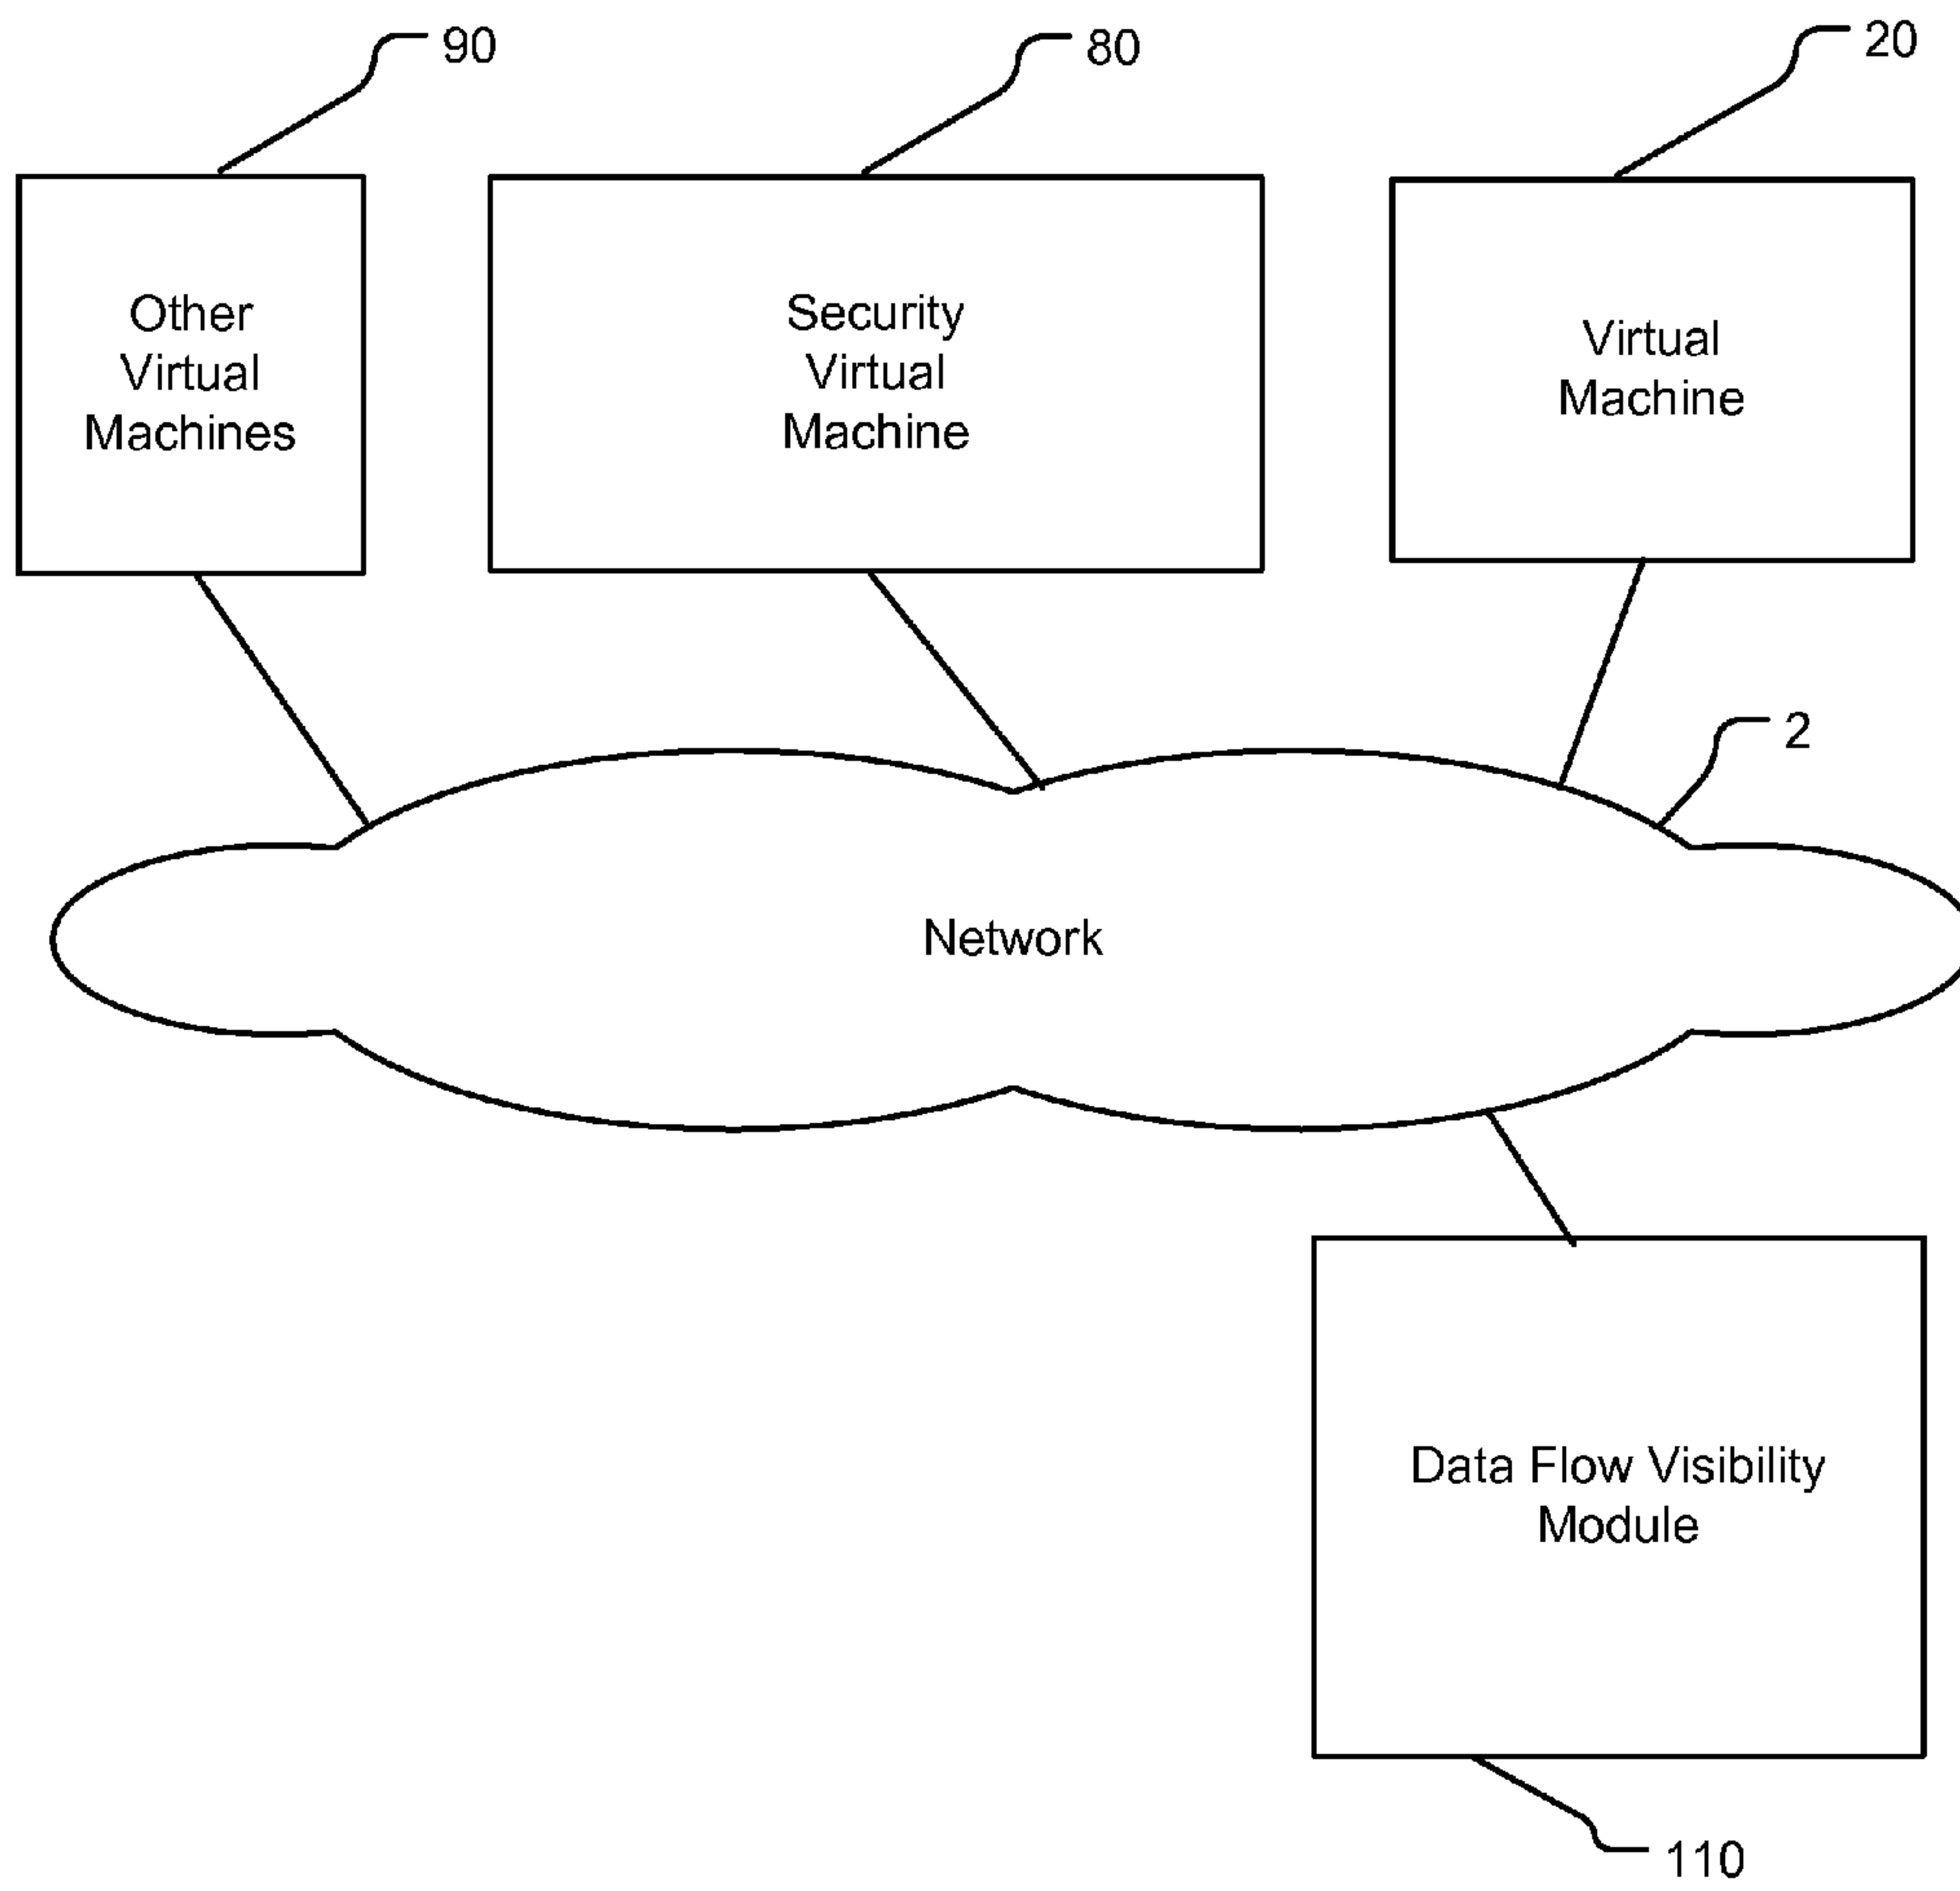 90
80
20
Other
Virtual
Machines
Security
Virtual
Machine
Virtual
Machine
2
Network
Data Flow Visibility
Module
110